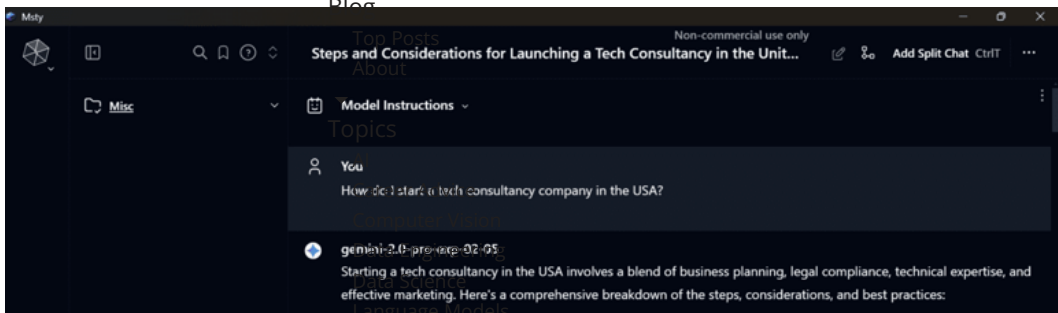 Blog
Msty
Top Posts
Non-commercial use only
Steps and Considerations for Launching a Tech Consultancy in the Unit...
Add Split Chat CtrlT
About
Misc
Model Instructions
Topics
You
How do I start a tech consultancy company in the USA?
Computer Vision
gemini-2.0-pro-exp-02-05
Data Engineering
Starting a tech consultancy in the USA involves a blend of business planning, legal compliance, technical expertise, and
Data Science
effective marketing. Here's a comprehensive breakdown of the steps, considerations, and best practices:
Language Models